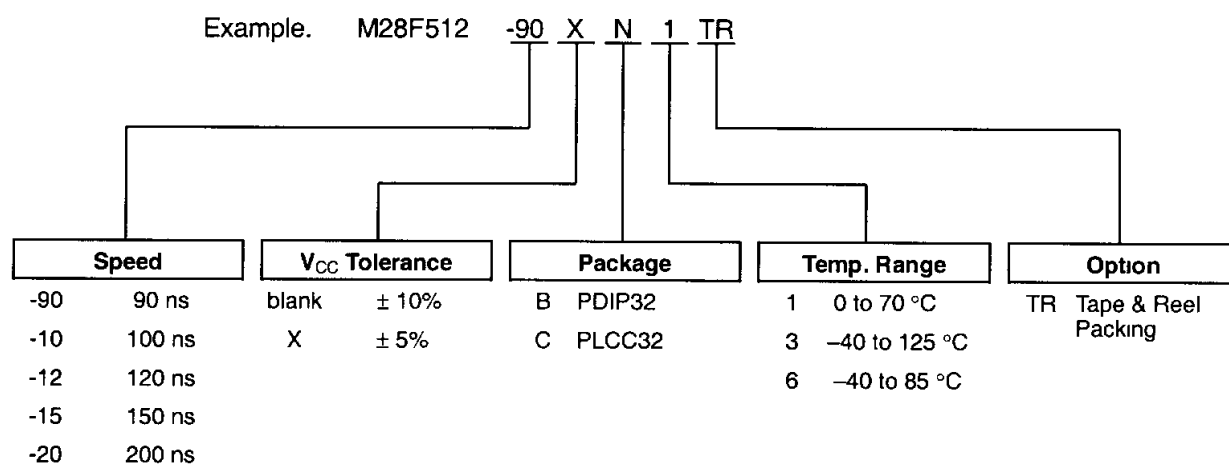 Example. M28F512 -90 X N 1 TR
Speed VCC Tolerance Package Temp. Range Option
-90 90 ns blank ± 10% B PDIP32 1 0 to 70 °C TR Tape & Reel
Packing
-10 100 ns X ± 5% C PLCC32 3 –40 to 125 °C
-12 120 ns 6 –40 to 85 °C
-15 150 ns
-20 200 ns